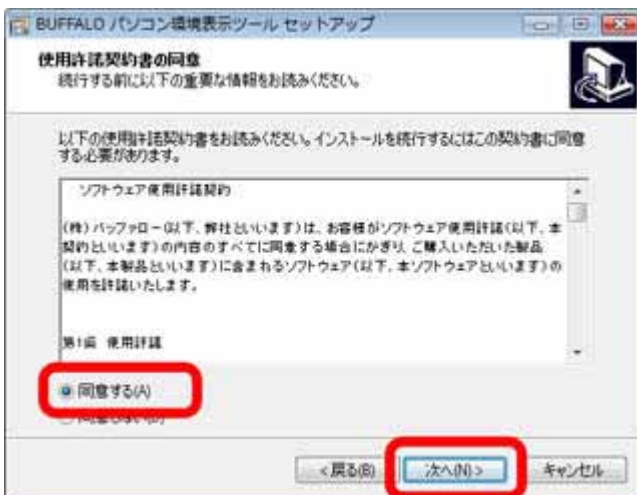 BUFFALO パソコン環境表示ツール セットアップ
使用許諾契約書の同意
続行する前に以下の重要な情報をお読みください。
以下の使用許諾契約書をお読みください。インストールを続行するにはこの契約書に同意
する必要があります。
ソフトウェア使用許諾契約
(株)バッファロー(以下、弊社といいます)は、お客様がソフトウェア使用許諾(以下、本
契約といいます)の内容のすべてに同意する場合にかぎり、ご購入いただいた製品
(以下、本製品といいます)に含まれるソフトウェア(以下、本ソフトウェアといいます)の
使用を許諾いたします。
第1条 使用許諾
同意する(A)
同意しない(D)
<戻る(B)
次へ(N)>
キャンセル